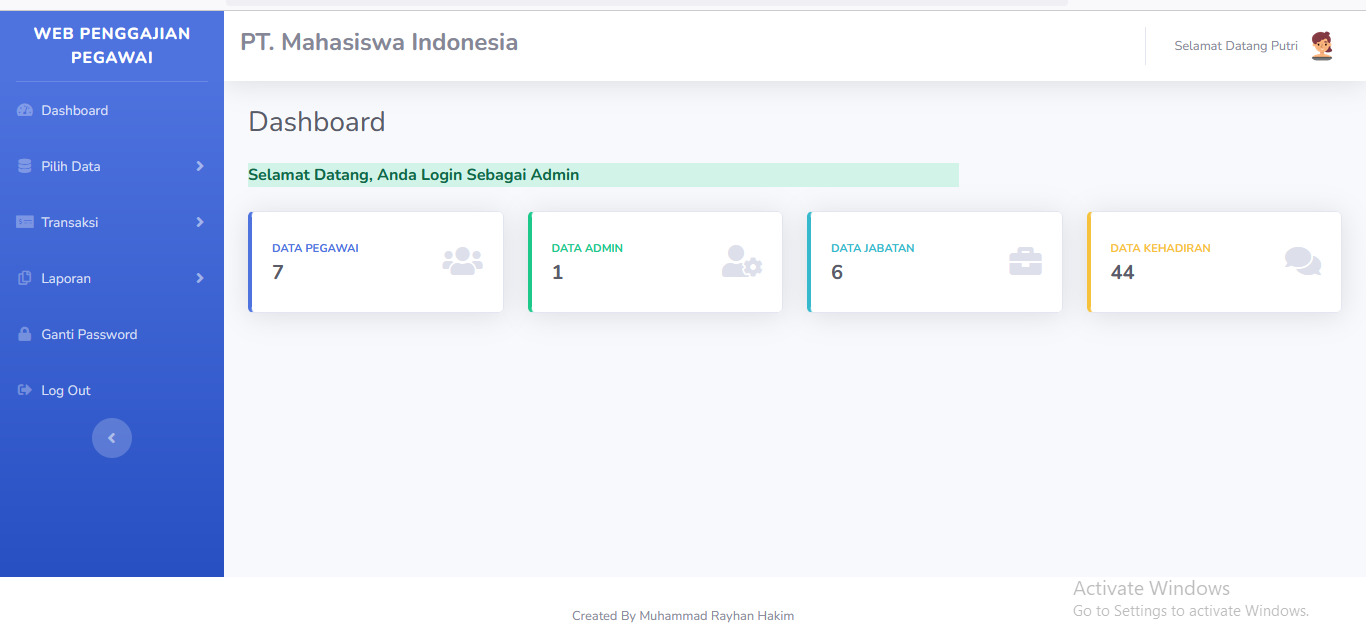 WEB PENGGAJIAN
PEGAWAI
Dashboard
Pilih Data
Transaksi
Laporan
Ganti Password
Log Out
PT. Mahasiswa Indonesia
Selamat Datang Putri
Dashboard
Selamat Datang, Anda Login Sebagai Admin
DATA PEGAWAI
7
DATA ADMIN
1
DATA JABATAN
6
DATA KEHADIRAN
44
Activate Windows
Go to Settings to activate Windows.
Created By Muhammad Rayhan Hakim